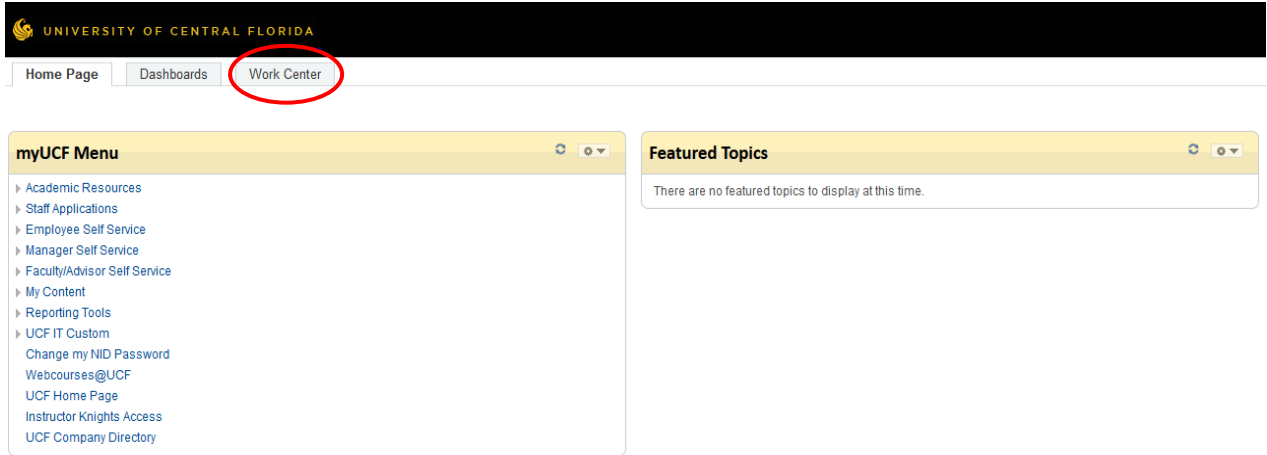 UNIVERSITY OF CENTRAL FLORIDA
Home Page Dashboards Work Center
myUCF Menu
Academic Resources
Staff Applications
Employee Self Service
Manager Self Service
Faculty/Advisor Self Service
My Content
Reporting Tools
UCF IT Custom
Change my NID Password
Webcourses@UCF
UCF Home Page
Instructor Knights Access
UCF Company Directory
Featured Topics
There are no featured topics to display at this time.